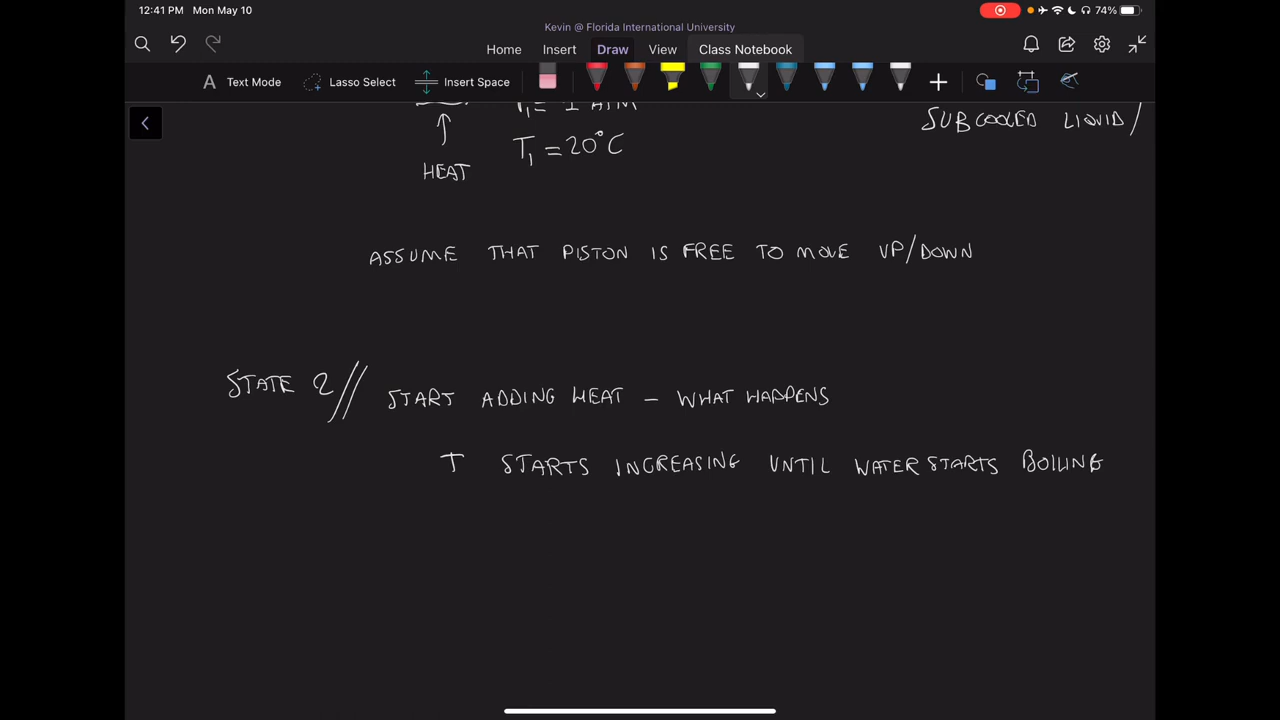 12:41 PM Mon May 10
74%
Kevin @ Florida International University
Home Insert Draw View Class Notebook
A Text Mode Lasso Select Insert Space
= 1 ATM
SUBCOOLED LIQUID/
T1 = 20°C
HEAT
ASSUME THAT PISTON IS FREE TO MOVE UP/DOWN
STATE 2// START ADDING HEAT - WHAT HAPPENS
T STARTS INCREASING UNTIL WATER STARTS BOILING